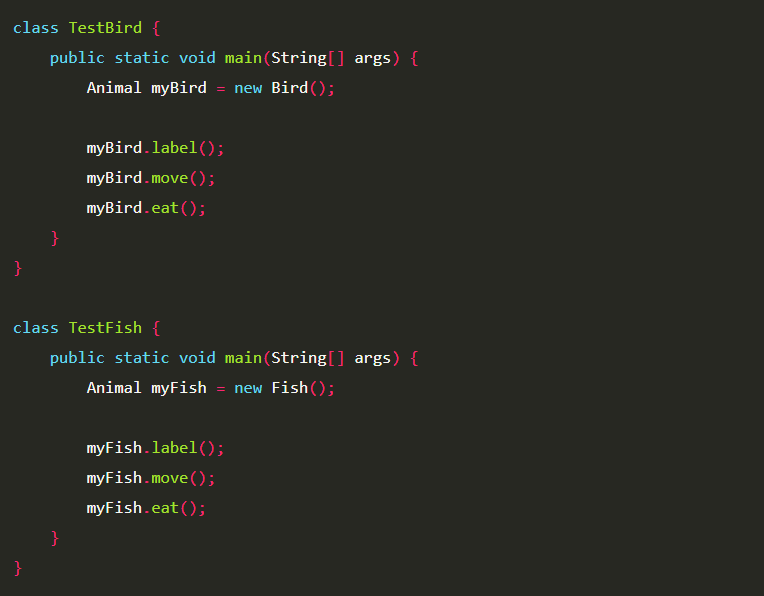 class TestBird {
    public static void main(String[] args) {
        Animal myBird = new Bird();

        myBird.label();
        myBird.move();
        myBird.eat();
    }
}

class TestFish {
    public static void main(String[] args) {
        Animal myFish = new Fish();

        myFish.label();
        myFish.move();
        myFish.eat();
    }
}